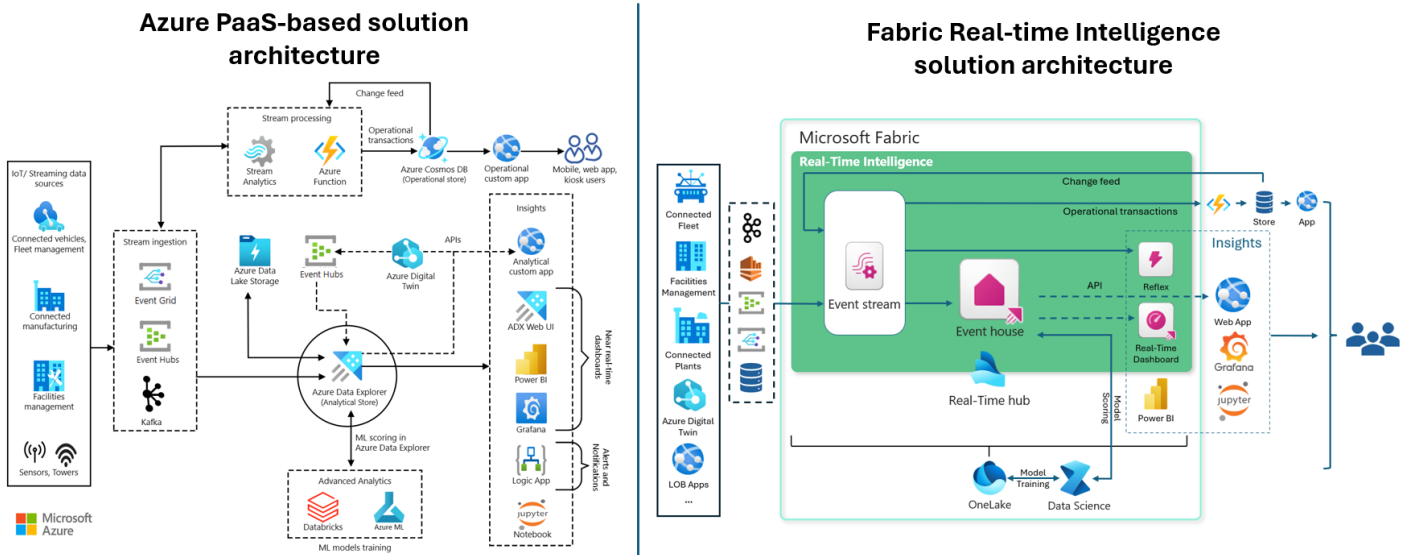 Azure PaaS-based solution
architecture
Change feed
Stream processing
Stream
Analytics
Azure
Function
Operational
transactions
Azure Cosmos DB
(Operational store)
Operational
custom app
Mobile, web app,
kiosk users
IoT/ Streaming data
sources
Connected vehicles,
Fleet management
Connected
manufacturing
Facilities
management
Sensors, Towers
Stream ingestion
Event Grid
Event Hubs
Kafka
Azure Data
Lake Storage
Event Hubs
Azure Digital
Twin
APIs
Azure Data Explorer
(Analytical Store)
ML scoring in
Azure Data Explorer
Advanced Analytics
Databricks
Azure ML
ML models training
Insights
Analytical
custom app
ADX Web UI
Power BI
Grafana
Logic App
jupyter
Notebook
Near real-time
dashboards
Alerts and
Notifications
Microsoft
Azure
Fabric Real-time Intelligence
solution architecture
Connected
Fleet
Facilities
Management
Connected
Plants
Azure Digital
Twin
LOB Apps
...
Microsoft Fabric
Real-Time Intelligence
Change feed
Operational transactions
Event stream
Event house
API
Real-Time hub
Model
Scoring
Store
App
Insights
Reflex
Web App
Real-Time
Dashboard
Grafana
Power BI
jupyter
OneLake
Model
Training
Data Science